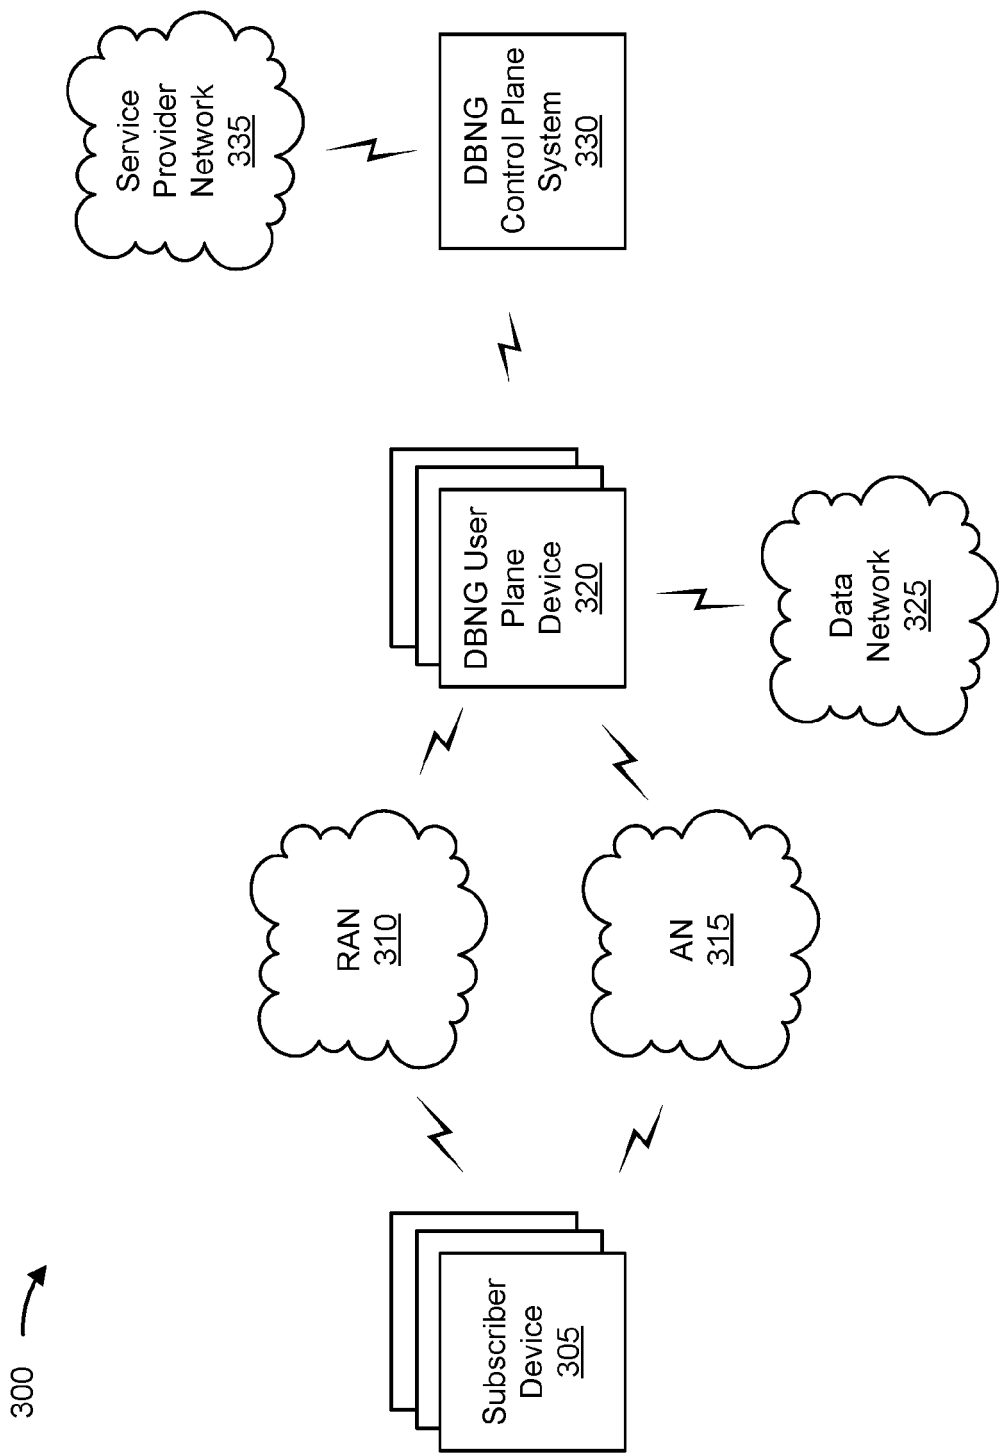 300
Subscriber
Device
305
RAN
310
AN
315
DBNG User
Plane
Device
320
Data
Network
325
DBNG
Control Plane
System
330
Service
Provider
Network
335